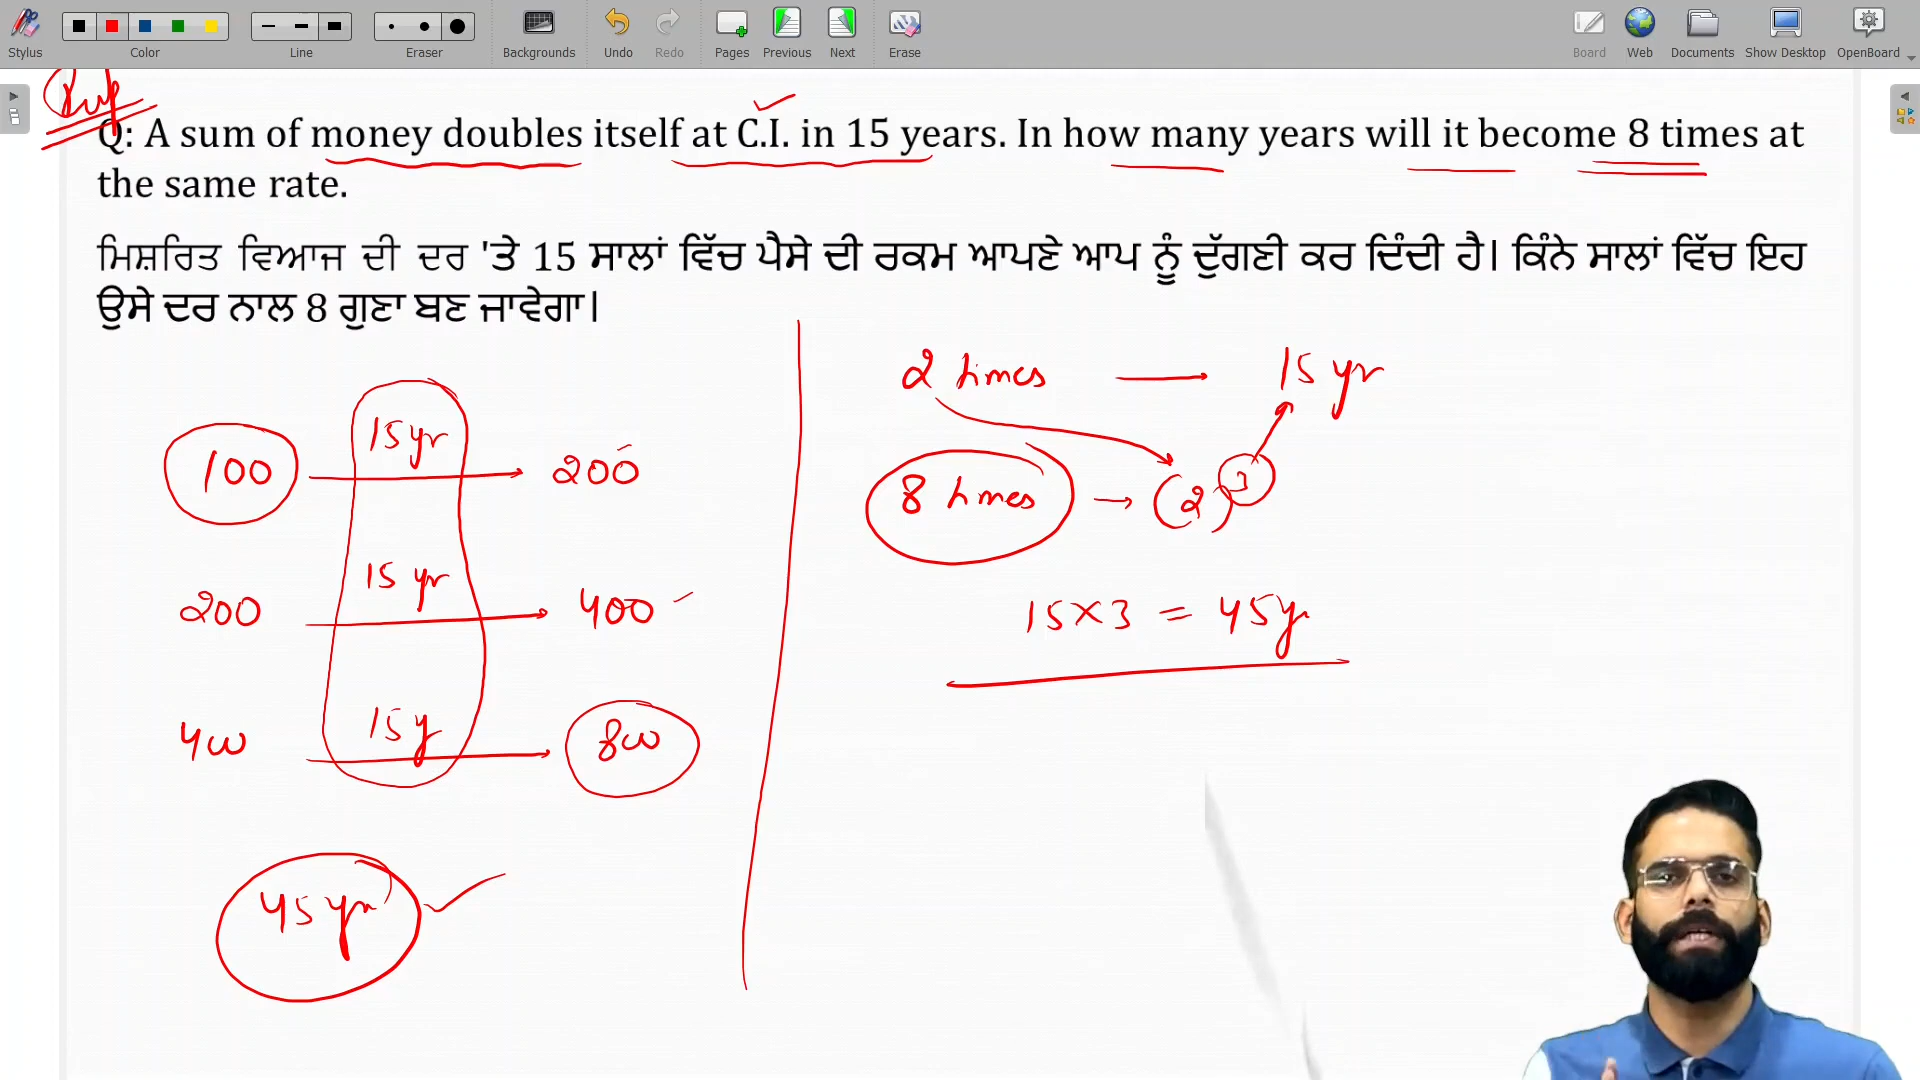 Stylus
Color
Line
Eraser
Backgrounds
Undo
Redo
Pages
Previous
Next
Erase
Board
Web
Documents
Show Desktop
OpenBoard
Q: A sum of money doubles itself at C.I. in 15 years. In how many years will it become 8 times at
the same rate.
ਮਿਸ਼ਰਿਤ ਵਿਆਜ ਦੀ ਦਰ 'ਤੇ 15 ਸਾਲਾਂ ਵਿੱਚ ਪੈਸੇ ਦੀ ਰਕਮ ਆਪਣੇ ਆਪ ਨੂੰ ਦੁੱਗਣੀ ਕਰ ਦਿੰਦੀ ਹੈ। ਕਿੰਨੇ ਸਾਲਾਂ ਵਿੱਚ ਇਹ
ਉਸੇ ਦਰ ਨਾਲ 8 ਗੁਣਾ ਬਣ ਜਾਵੇਗਾ।
100 15 yr 200
200 15 yr 400
400 15 y 800
45 yr
2 times → 15 yr
8 times → (2)³
15×3 = 45 yr